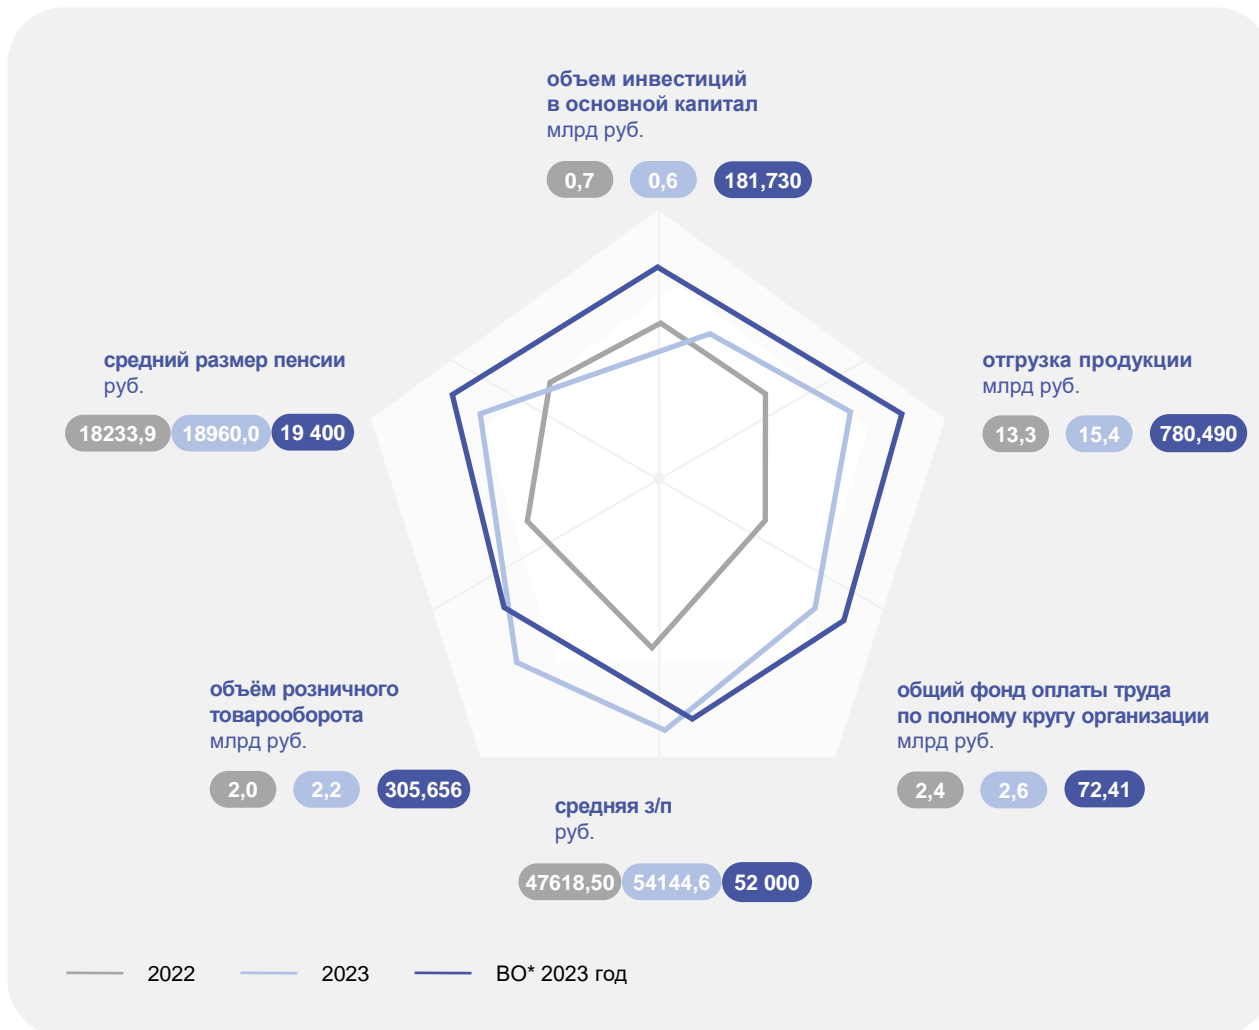 объем инвестиций
в основной капитал
млрд руб.
0,7 0,6 181,730
средний размер пенсии
руб.
18233,9 18960,0 19 400
отгрузка продукции
млрд руб.
13,3 15,4 780,490
объём розничного
товарооборота
млрд руб.
2,0 2,2 305,656
общий фонд оплаты труда
по полному кругу организации
млрд руб.
2,4 2,6 72,41
средняя з/п
руб.
47618,50 54144,6 52 000
2022 2023 ВО* 2023 год